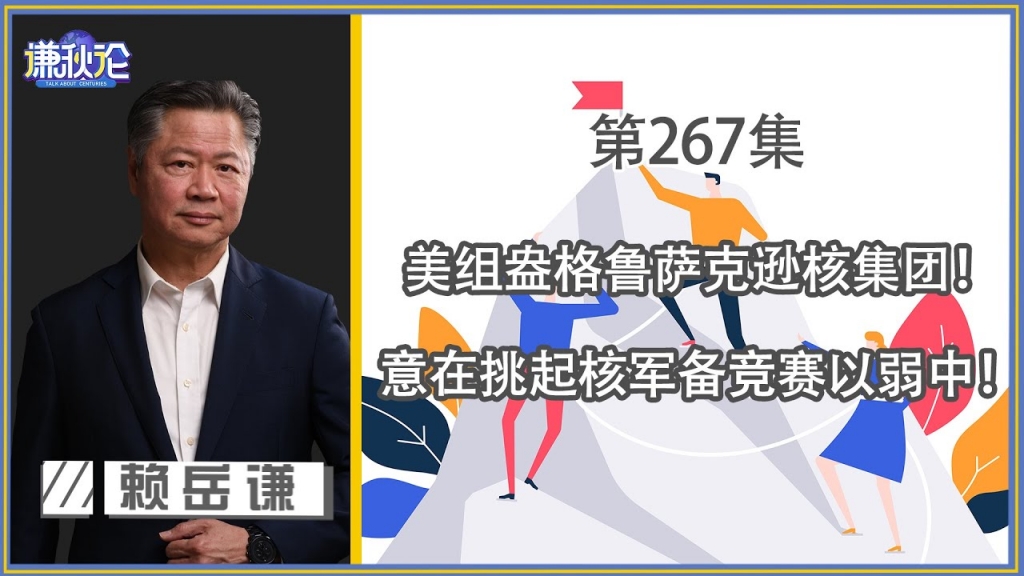 谦秋论
TALK ABOUT CENTURIES
第267集
美组盎格鲁萨克逊核集团！
意在挑起核军备竞赛以弱中！
赖岳谦